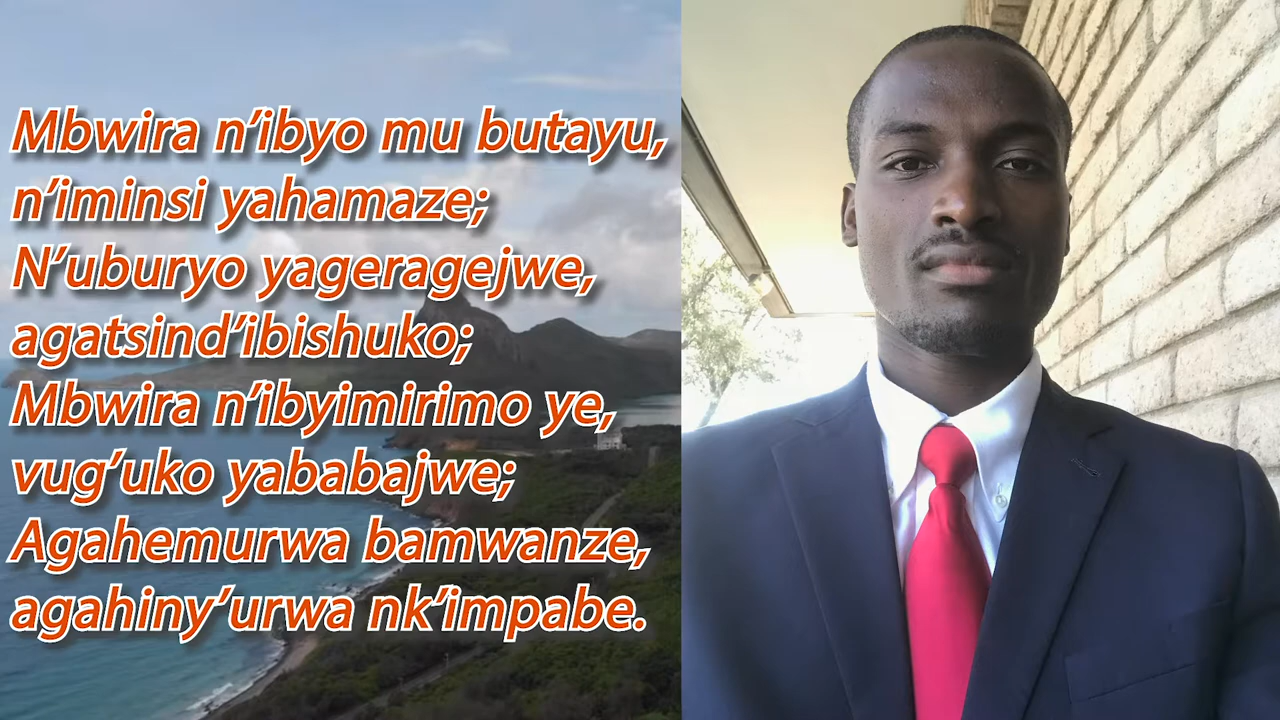 Mbwira n’ibyo mu butayu,
n’iminsi yahamaze;
N’uburyo yageragejwe,
agatsind’ibishuko;
Mbwira n’ibyimirimo ye,
vug’uko yababajwe;
Agahemurwa bamwanze,
agahiny’urwa nk’impabe.